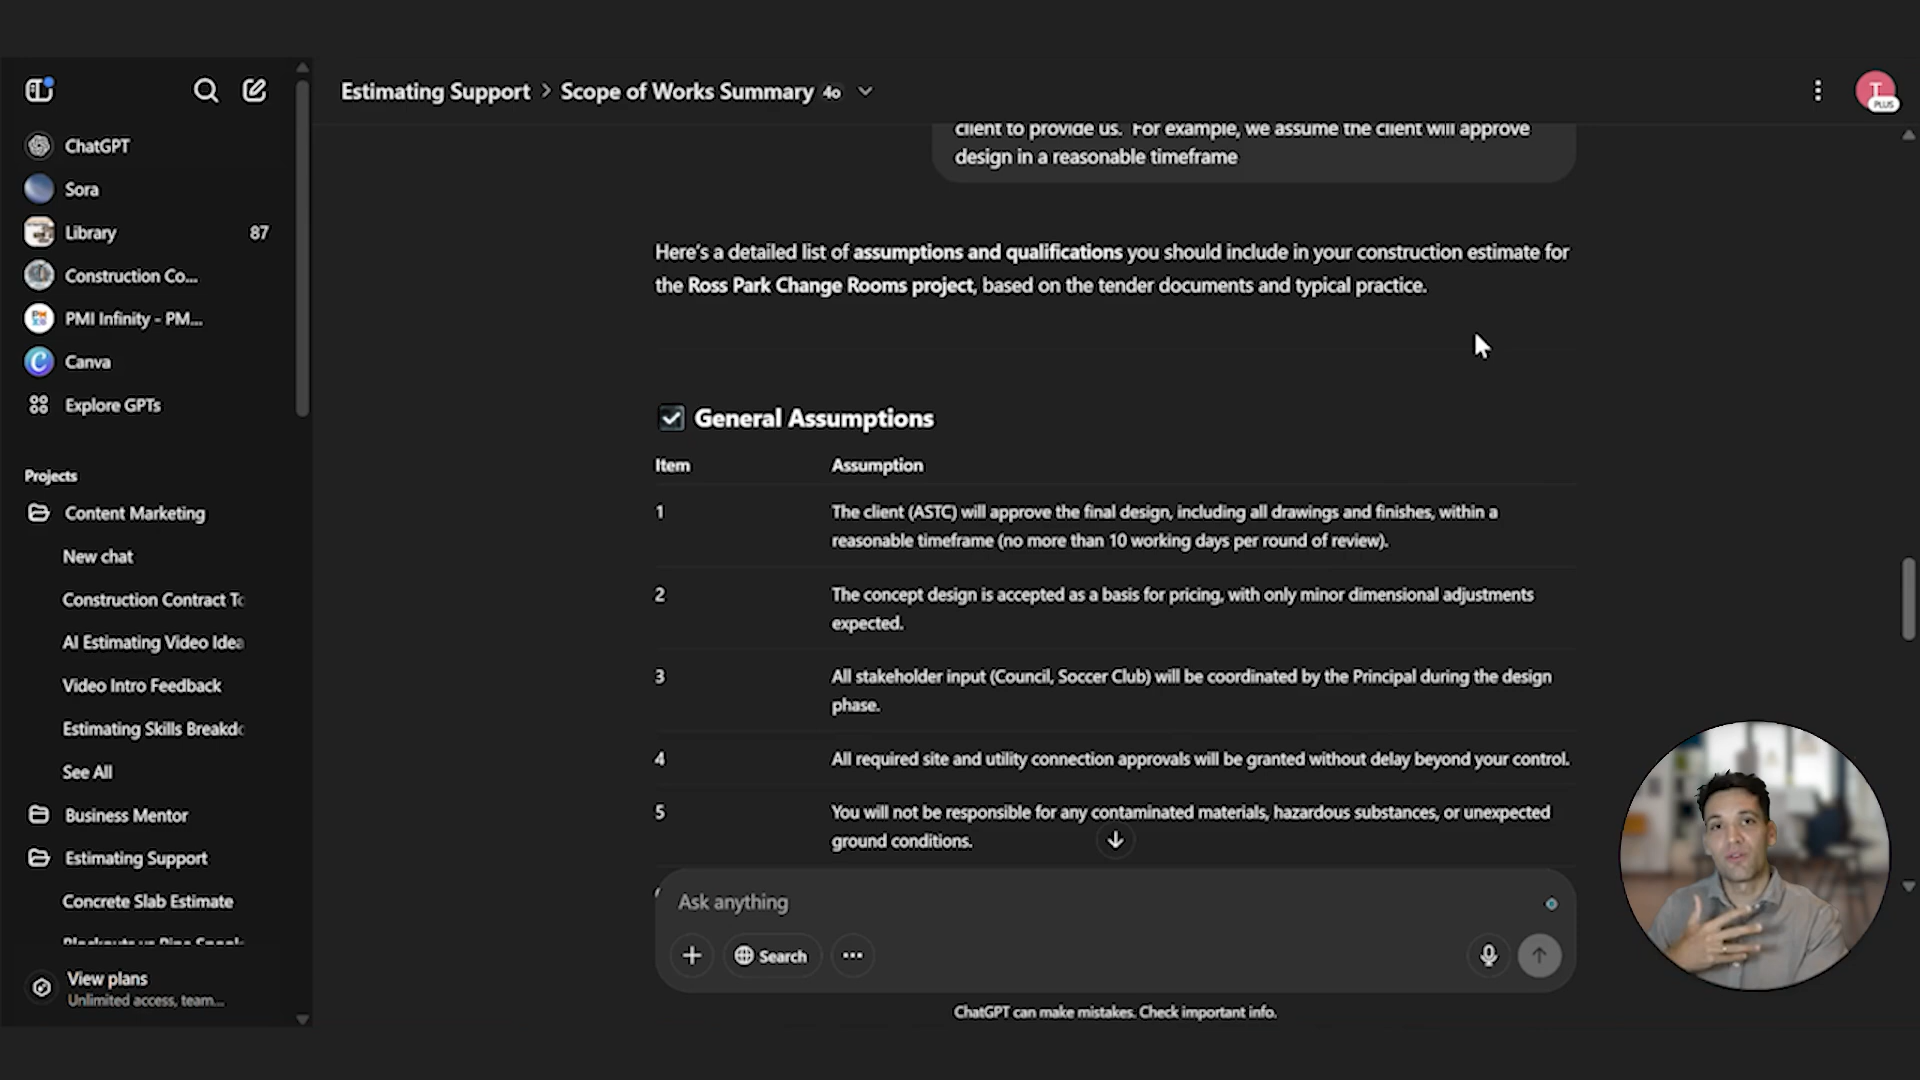 ChatGPT
Sora
Library 87
Construction Co...
PMI Infinity - PM...
Canva
Explore GPTs
Projects
Content Marketing
New chat
Construction Contract To
AI Estimating Video Idea
Video Intro Feedback
Estimating Skills Breakdo
See All
Business Mentor
Estimating Support
Concrete Slab Estimate
View plans
Unlimited access, team...
Estimating Support > Scope of Works Summary 4o
T
PLUS
client to provide us. For example, we assume the client will approve
design in a reasonable timeframe
Here's a detailed list of assumptions and qualifications you should include in your construction estimate for
the Ross Park Change Rooms project, based on the tender documents and typical practice.
General Assumptions
Item Assumption
1 The client (ASTC) will approve the final design, including all drawings and finishes, within a
reasonable timeframe (no more than 10 working days per round of review).
2 The concept design is accepted as a basis for pricing, with only minor dimensional adjustments
expected.
3 All stakeholder input (Council, Soccer Club) will be coordinated by the Principal during the design
phase.
4 All required site and utility connection approvals will be granted without delay beyond your control.
5 You will not be responsible for any contaminated materials, hazardous substances, or unexpected
ground conditions.
Ask anything
Search
ChatGPT can make mistakes. Check important info.